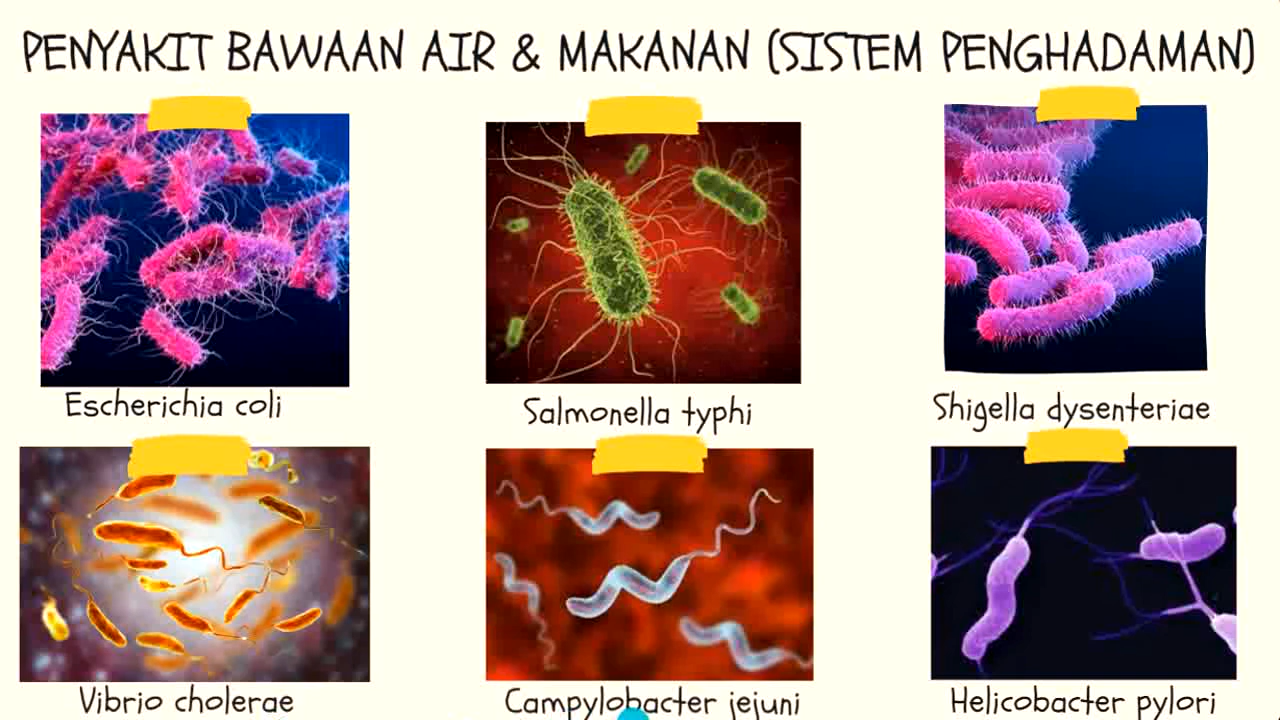 PENYAKIT BAWAAN AIR & MAKANAN (SISTEM PENGHADAMAN)
Escherichia coli
Salmonella typhi
Shigella dysenteriae
Vibrio cholerae
Campylobacter jejuni
Helicobacter pylori